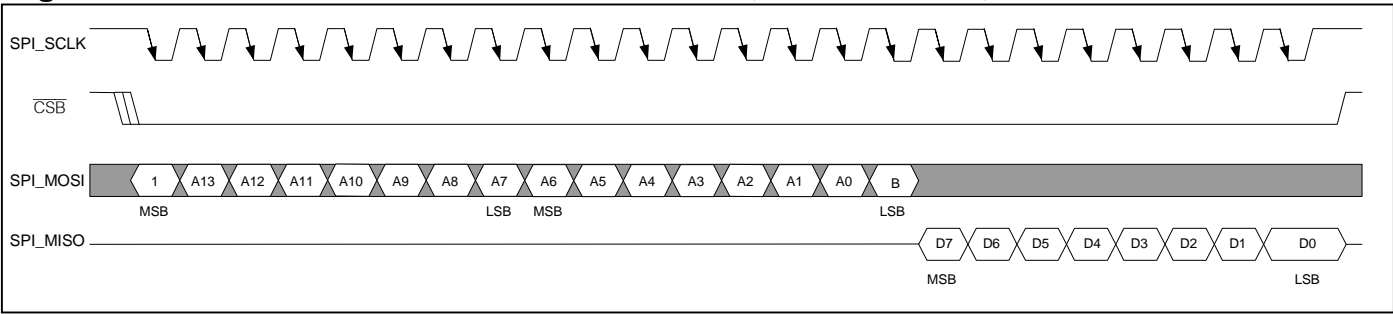 SPI_SCLK
CSB
SPI_MOSI 1 A13 A12 A11 A10 A9 A8 A7 A6 A5 A4 A3 A2 A1 A0 B
MSB LSB MSB LSB
SPI_MISO D7 D6 D5 D4 D3 D2 D1 D0
MSB LSB